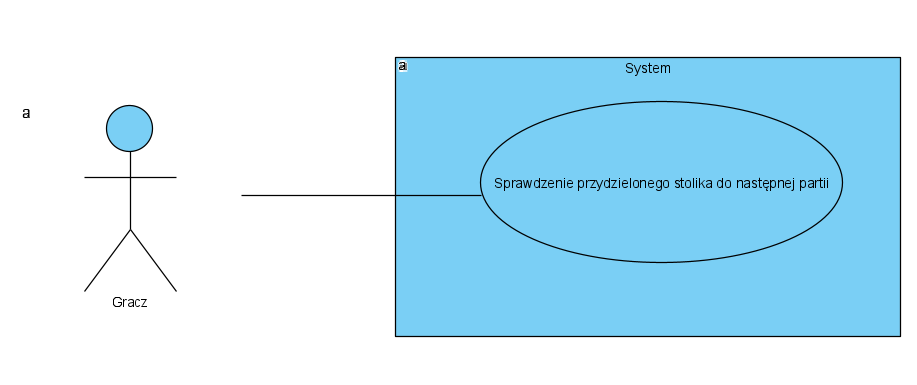 a
a
System
Sprawdzenie przydzielonego stolika do następnej partii
Gracz